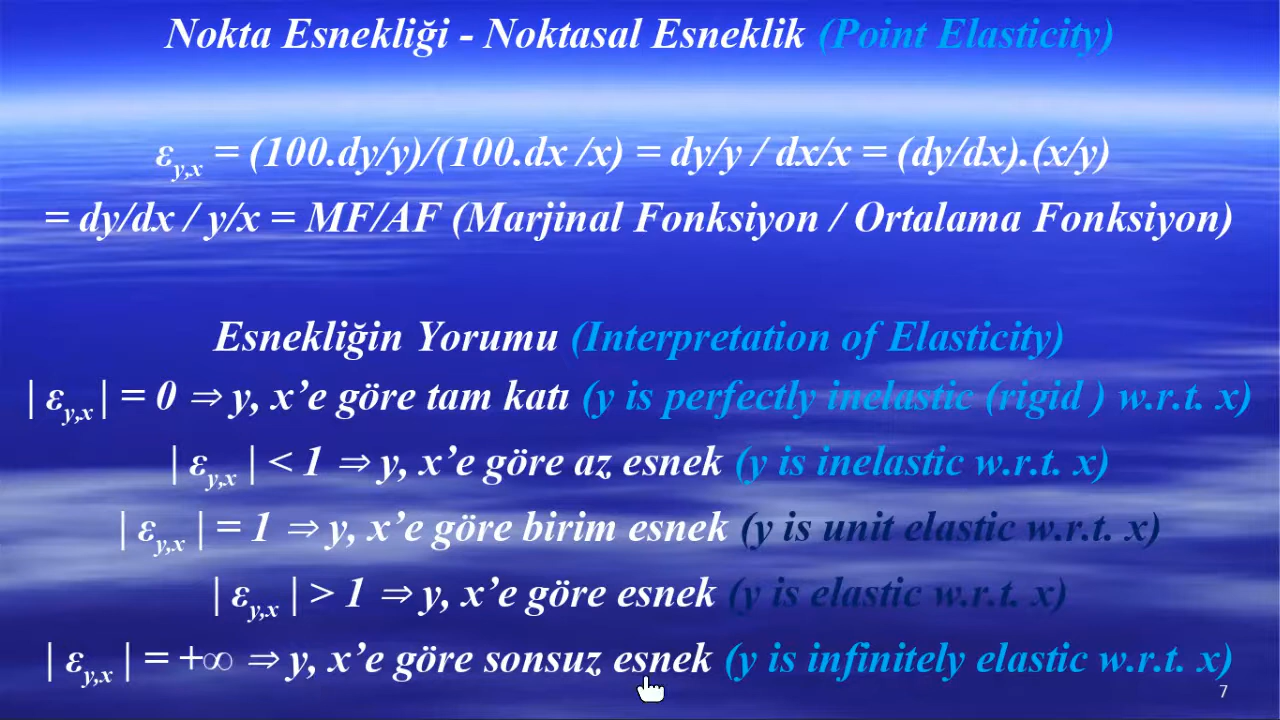 Nokta Esnekliği - Noktasal Esneklik (Point Elasticity)
εy,x = (100.dy/y)/(100.dx /x) = dy/y / dx/x = (dy/dx).(x/y)
= dy/dx / y/x = MF/AF (Marjinal Fonksiyon / Ortalama Fonksiyon)
Esnekliğin Yorumu (Interpretation of Elasticity)
| εy,x | = 0 ⇒ y, x’e göre tam katı (y is perfectly inelastic (rigid ) w.r.t. x)
| εy,x | < 1 ⇒ y, x’e göre az esnek (y is inelastic w.r.t. x)
| εy,x | = 1 ⇒ y, x’e göre birim esnek (y is unit elastic w.r.t. x)
| εy,x | > 1 ⇒ y, x’e göre esnek (y is elastic w.r.t. x)
| εy,x | = +∞ ⇒ y, x’e göre sonsuz esnek (y is infinitely elastic w.r.t. x)
7